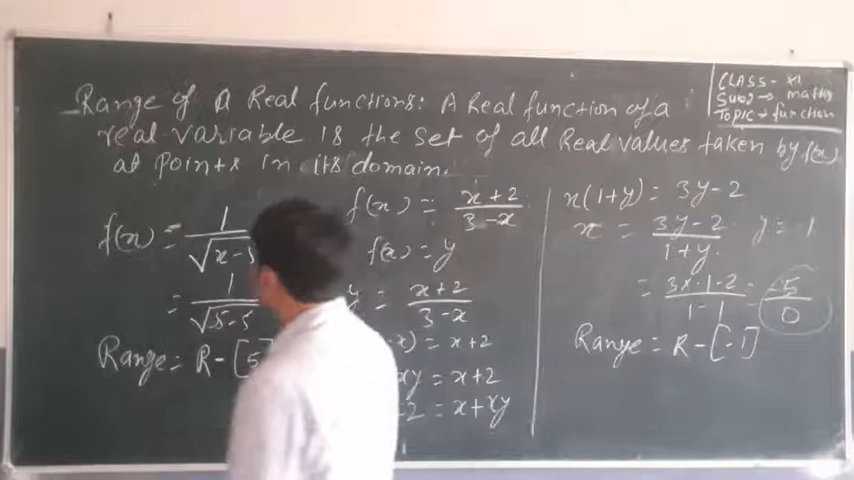 CLASS - XI
Subj → maths
Topic → function
Range of a Real functions: A Real function of a
real variable is the set of all Real values taken by f(x)
at points in its domain.
f(x) = 1/√x-5
= 1/√5-5
Range = R - [5]
f(x) = x+2/3-x
f(x) = y
y = x+2/3-x
x) = x+2
xy = x+2
-2 = x+xy
x(1+y) = 3y-2
x = 3y-2/1+y y = 1
= 3x-1-2/1-1 = -5/0
Range = R - [-1]